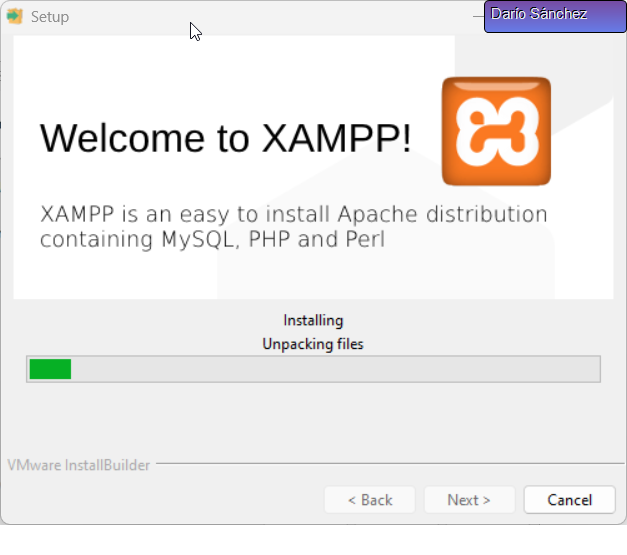 Setup
Darío Sánchez
Welcome to XAMPP!
XAMPP is an easy to install Apache distribution
containing MySQL, PHP and Perl
Installing
Unpacking files
VMware InstallBuilder
< Back
Next >
Cancel